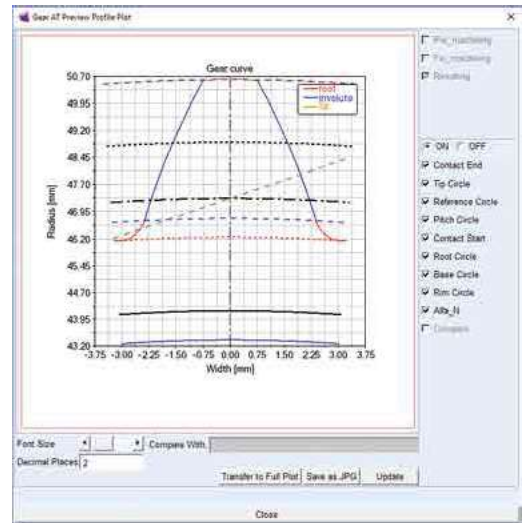 Gear AT Preview Profile Plot
Pre_machining
Resulting
ON OFF
Contact End
Tip Circle
Reference Circle
Pitch Circle
Contact Start
Root Circle
Base Circle
Rim Circle
Alfa_N
Compare
Gear curve
root
involute
tip
Radius [mm]
50.70
49.95
49.20
48.45
47.70
46.95
46.20
45.45
44.70
43.95
43.20
-3.75 -3.00 -2.25 -1.50 -0.75 0.00 0.75 1.50 2.25 3.00 3.75
Width [mm]
Font Size
Compare With:
Decimal Places 2
Transfer to Full Plot Save as JPG Update
Close